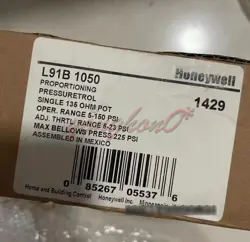 L91B 1050
Honeywell
PROPORTIONING
PRESSURETROL
SINGLE 135 OHM POT
1429
OPER. RANGE 5-150 PSI
ADJ. THRTL. RANGE 5-23 PSI
MAX BELLOWS PRESS 225 PSI
ASSEMBLED IN MEXICO
0 85267 05537 6
Home and Building Control Honeywell Inc.